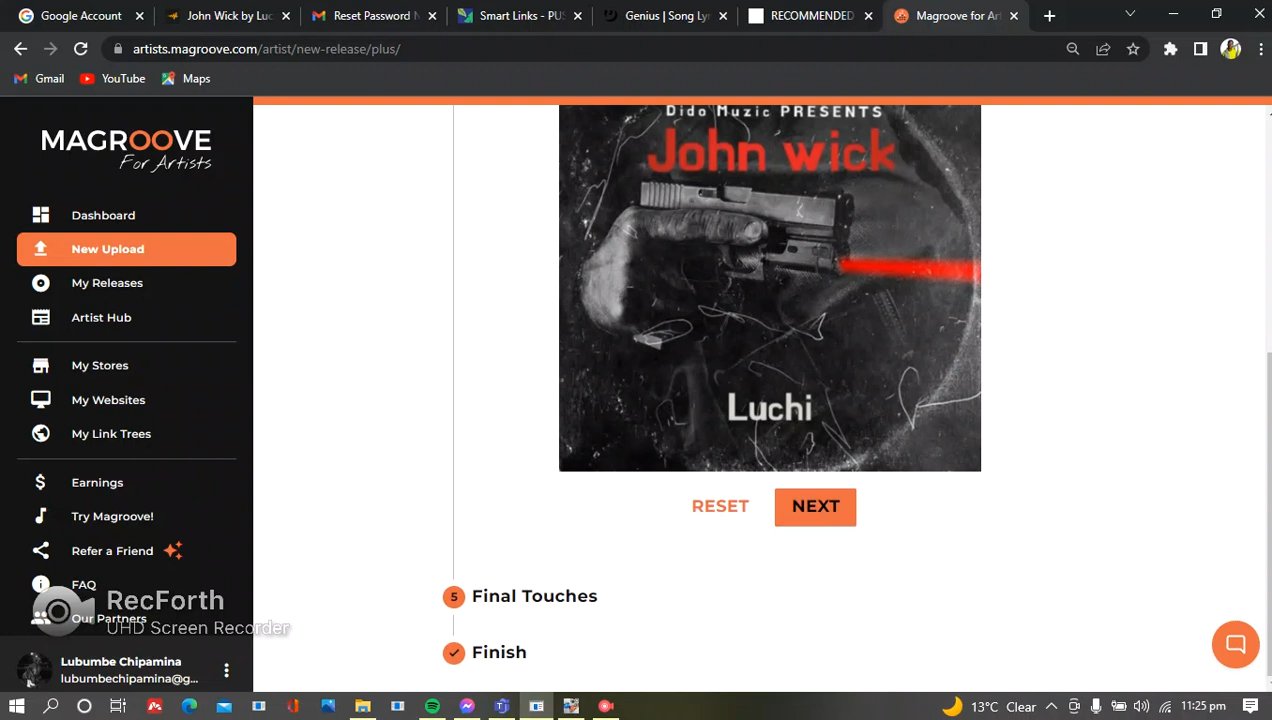 Google Account
John Wick by Luc
Reset Password N
Smart Links - PUS
Genius | Song Lyr
RECOMMENDED
Magroove for Art
artists.magroove.com/artist/new-release/plus/
Gmail
YouTube
Maps
MAGROOVE
For Artists
Dashboard
New Upload
My Releases
Artist Hub
My Stores
My Websites
My Link Trees
Earnings
Try Magroove!
Refer a Friend
FAQ
Our Partners
RecForth
UHD Screen Recorder
Lubumbe Chipamina
lubumbechipamina@g...
Dido Muzic PRESENTS
John wick
Luchi
RESET
NEXT
5 Final Touches
Finish
13°C Clear
11:25 pm